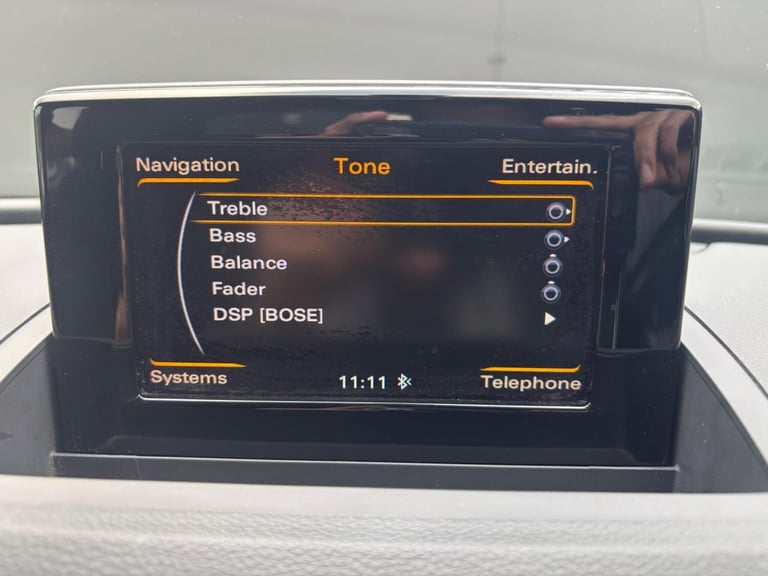 Navigation Tone Entertain.
Treble
Bass
Balance
Fader
DSP [BOSE]
Systems 11:11 Telephone